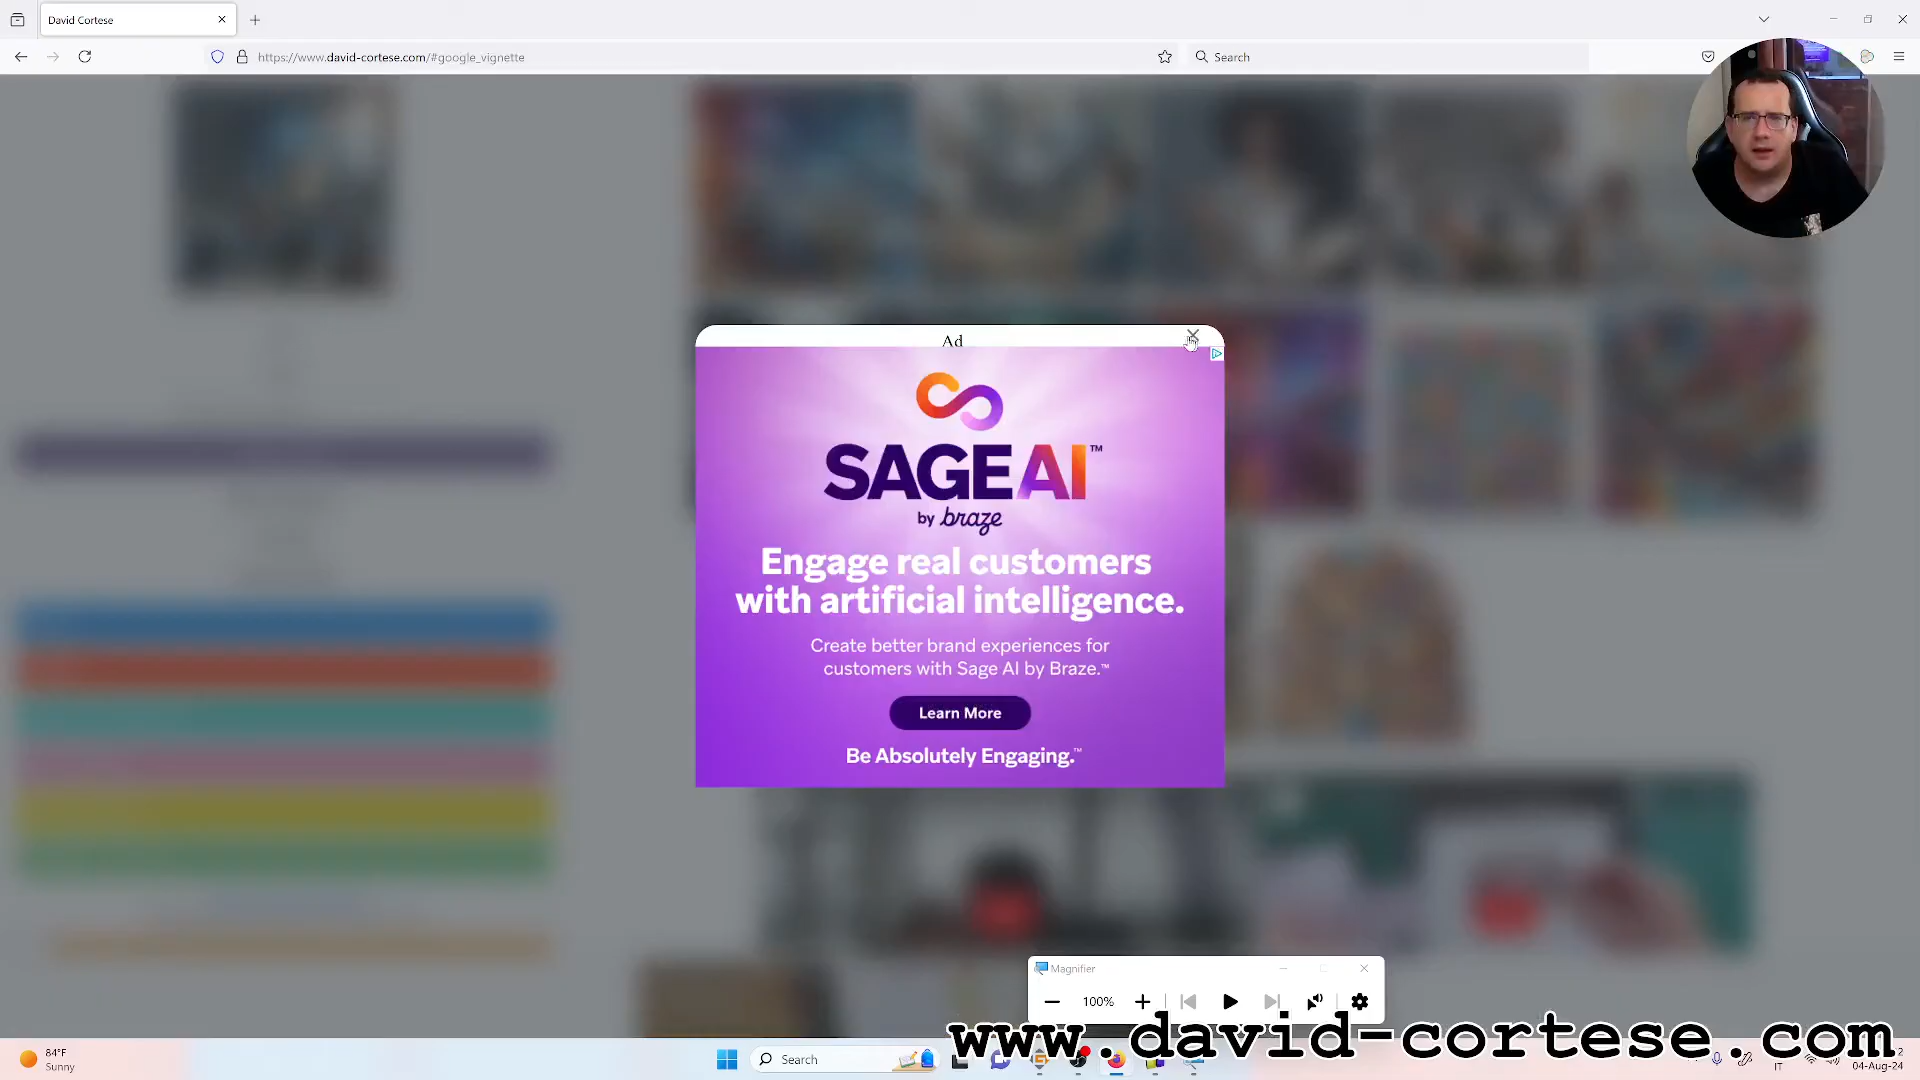 David Cortese
https://www.david-cortese.com/#google_vignette
Search
Ad
SAGE AI™
by braze
Engage real customers
with artificial intelligence.
Create better brand experiences for
customers with Sage AI by Braze.™
Learn More
Be Absolutely Engaging.™
Magnifier
100%
www.david-cortese.com
84°F
Sunny
Search
IT
04-Aug-24